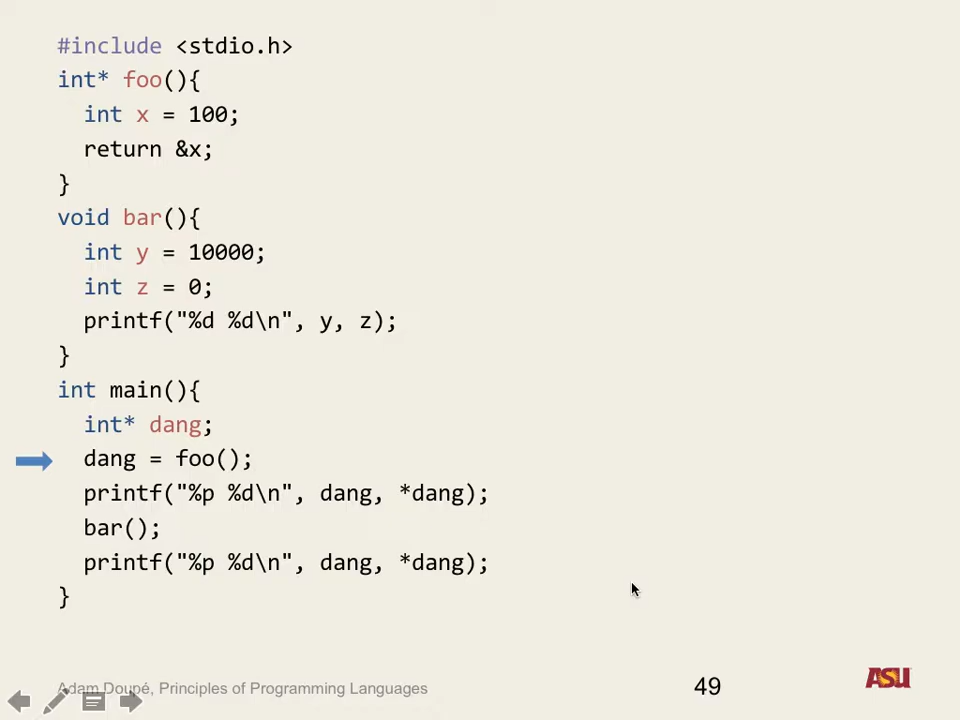 #include <stdio.h>
int* foo(){
  int x = 100;
  return &x;
}
void bar(){
  int y = 10000;
  int z = 0;
  printf("%d %d\n", y, z);
}
int main(){
  int* dang;
  dang = foo();
  printf("%p %d\n", dang, *dang);
  bar();
  printf("%p %d\n", dang, *dang);
}
Adam Doupé, Principles of Programming Languages
49
ASU